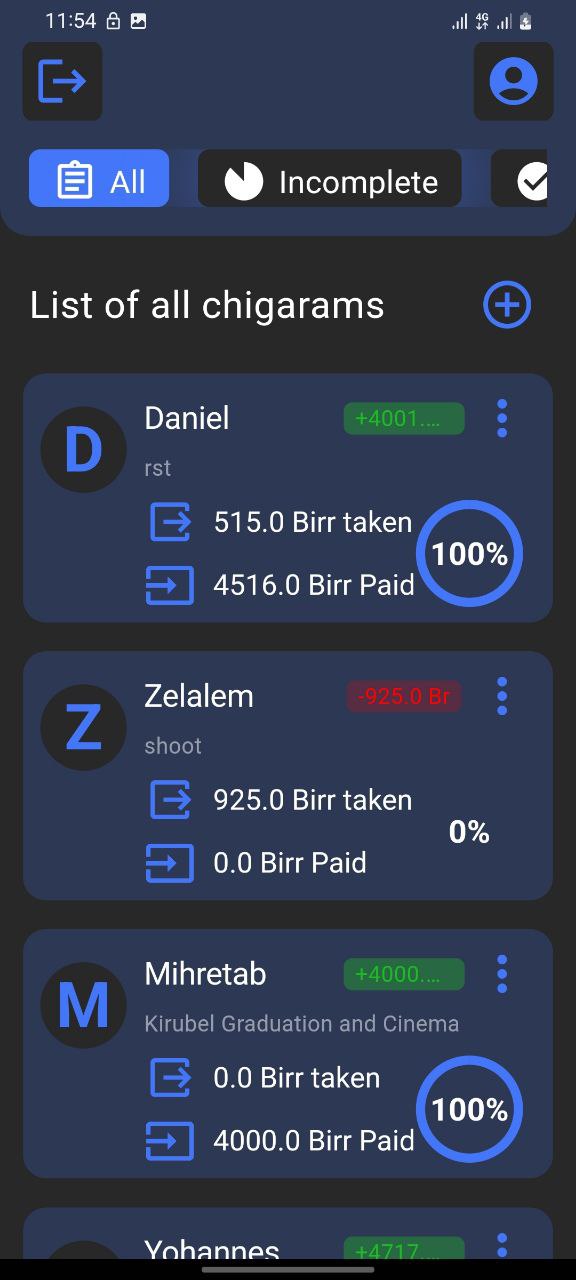 11:54
4G
All
Incomplete
List of all chigarams
D
Daniel
+4001....
rst
515.0 Birr taken
4516.0 Birr Paid
100%
Z
Zelalem
-925.0 Br
shoot
925.0 Birr taken
0.0 Birr Paid
0%
M
Mihretab
+4000....
Kirubel Graduation and Cinema
0.0 Birr taken
4000.0 Birr Paid
100%
Yohannes
+4717....